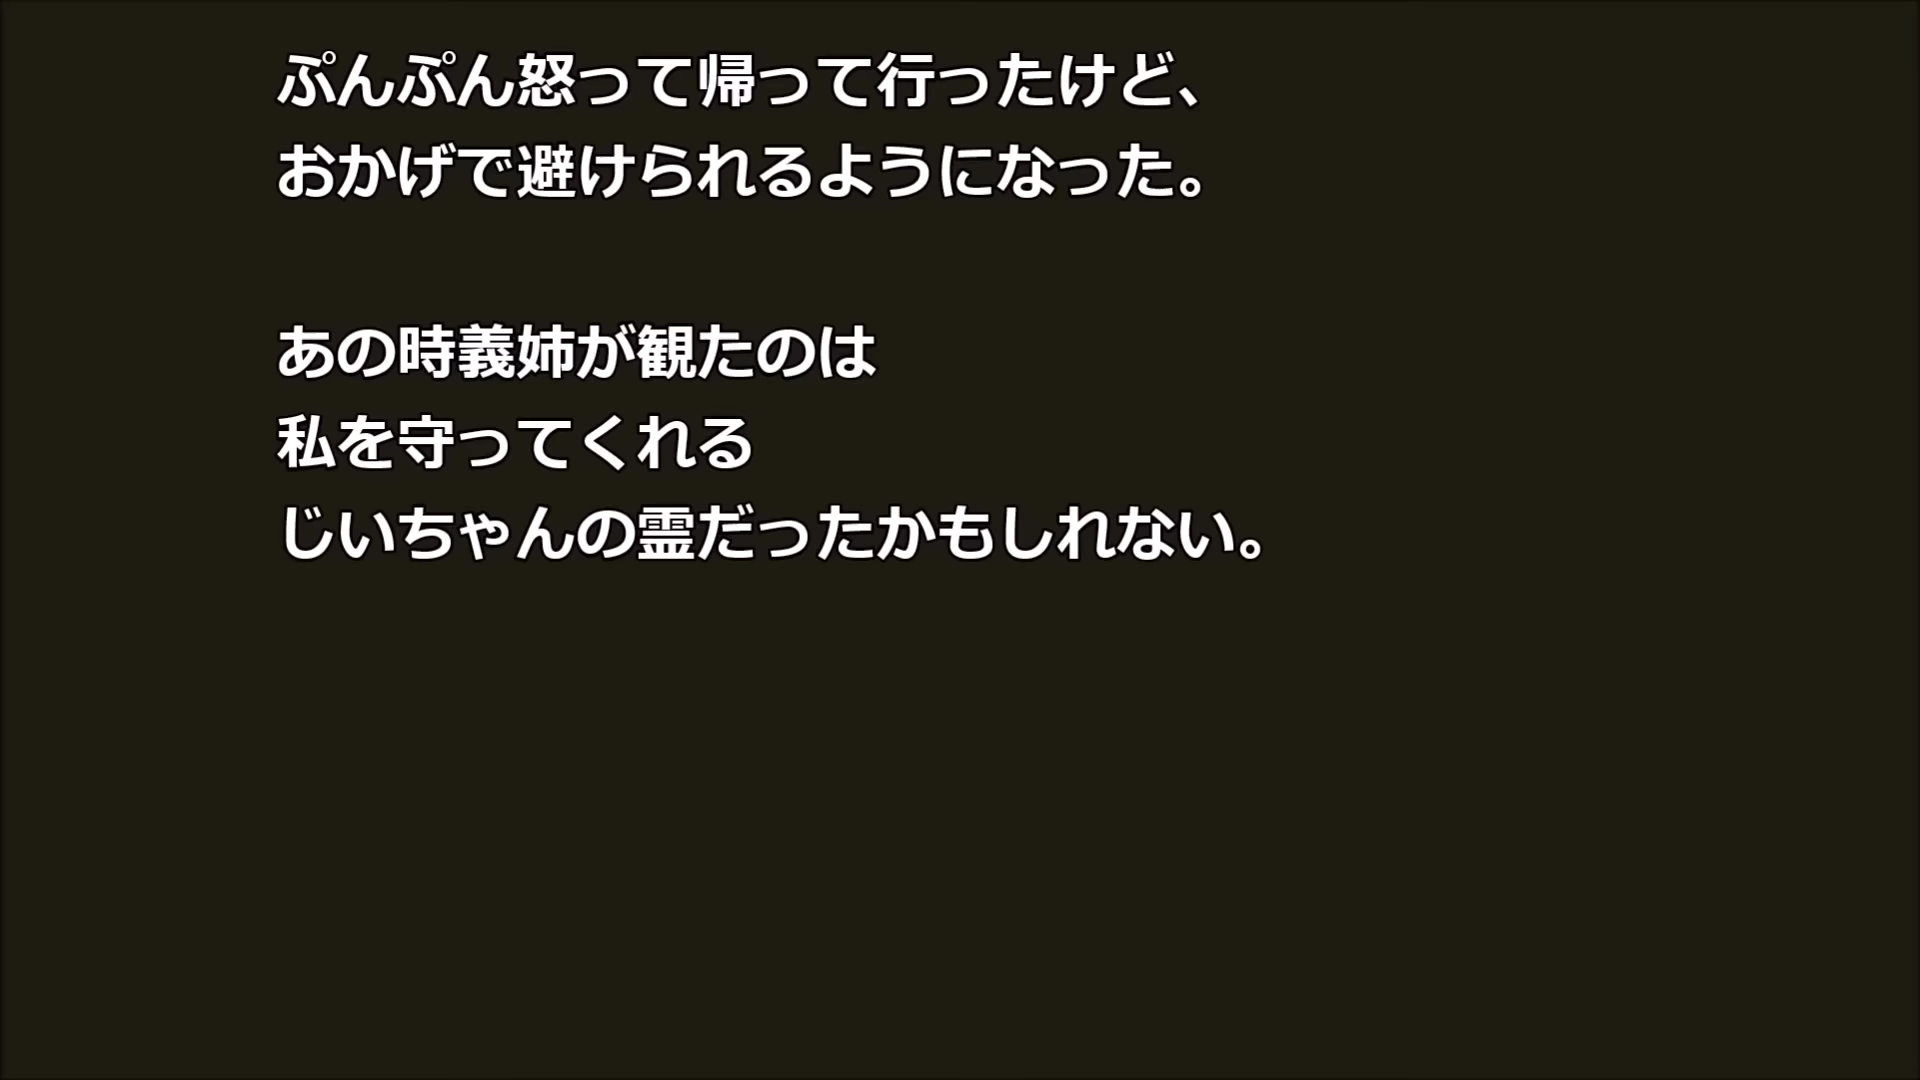 ぷんぷん怒って帰って行ったけど、
おかげで避けられるようになった。
あの時義姉が観たのは
私を守ってくれる
じいちゃんの霊だったかもしれない。